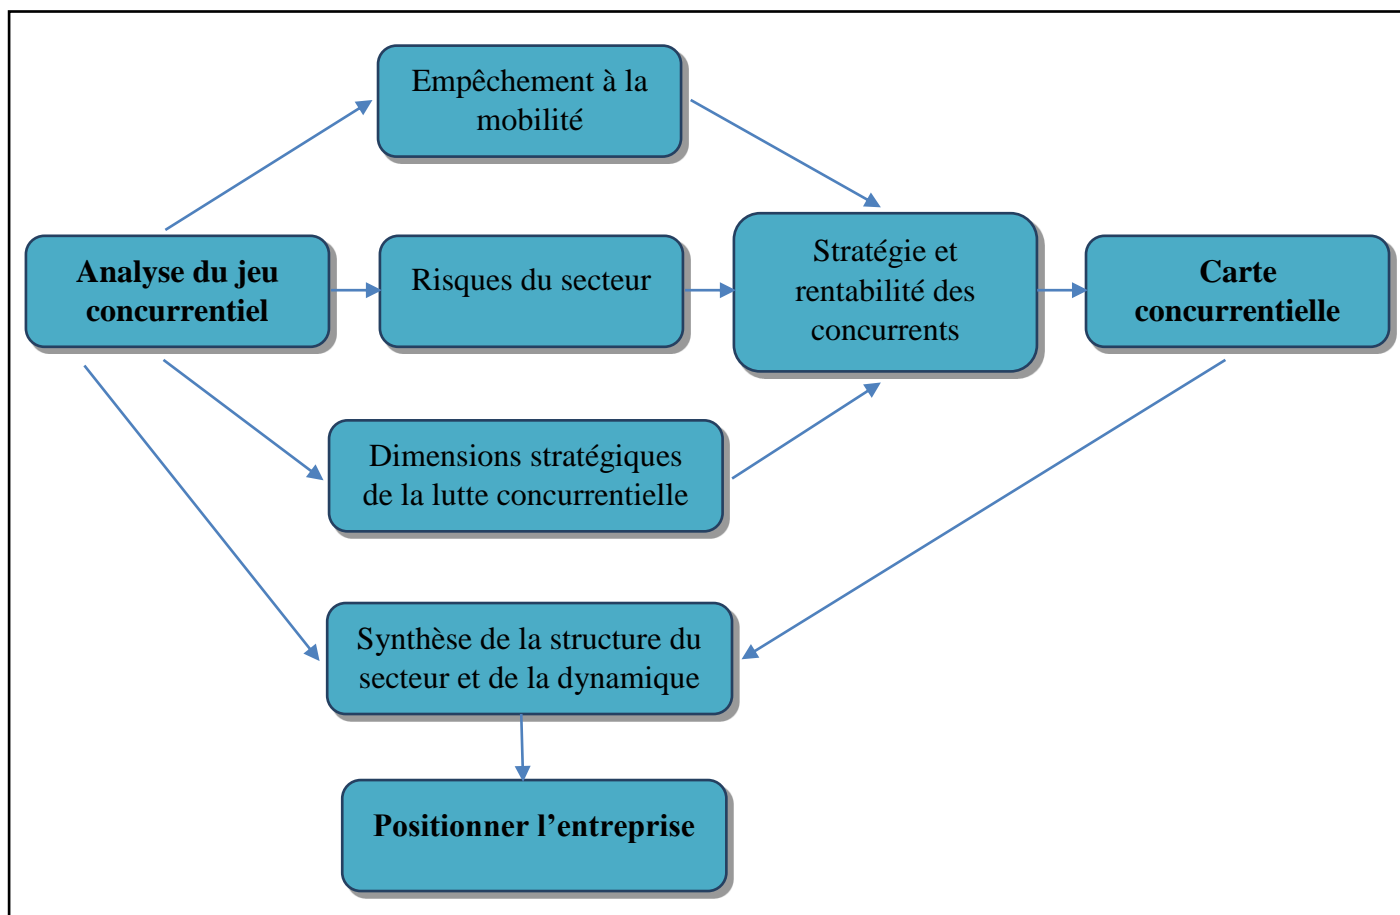 Empêchement à la
mobilité
Analyse du jeu
concurrentiel
Risques du secteur
Stratégie et
rentabilité des
concurrents
Carte
concurrentielle
Dimensions stratégiques
de la lutte concurrentielle
Synthèse de la structure du
secteur et de la dynamique
Positionner l’entreprise